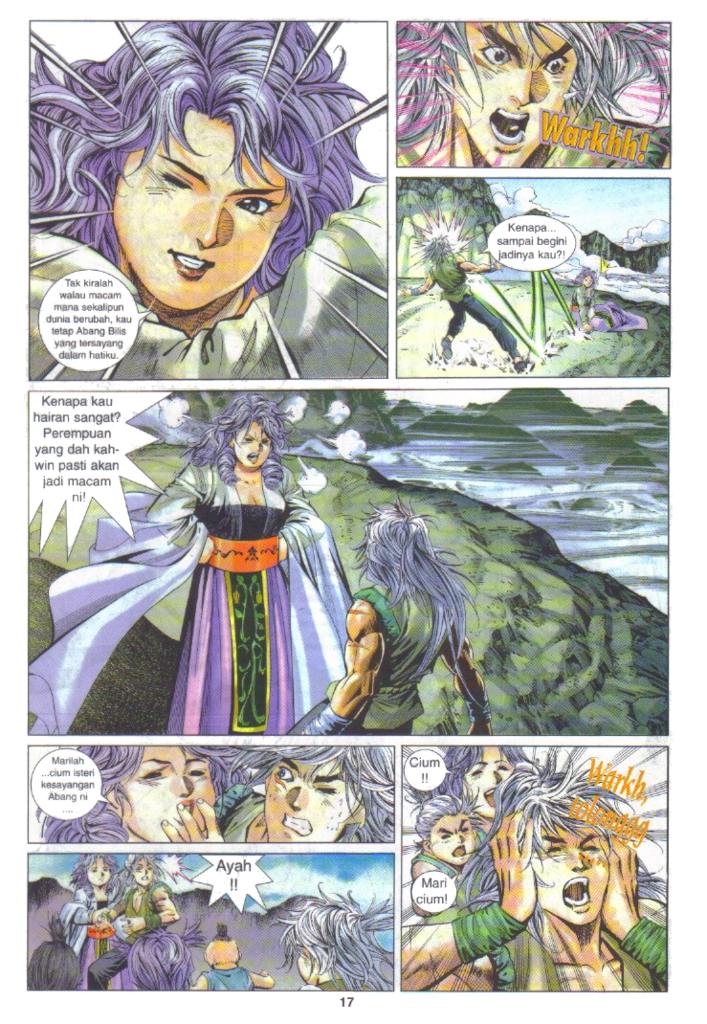 Tak kiralah
walau macam
mana sekalipun
dunia berubah, kau
tetap Abang Bilis
yang tersayang
dalam hatiku.
Warkhh!
Kenapa...
sampai begini
jadinya kau?!
Kenapa kau
hairan sangat?
Perempuan
yang dah kah-
win pasti akan
jadi macam
ni!
Marilah
...cium isteri
kesayangan
Abang ni
....
Ayah
!!
Cium
!!
Mari
cium!
Warkh,
tolonggg
....
17